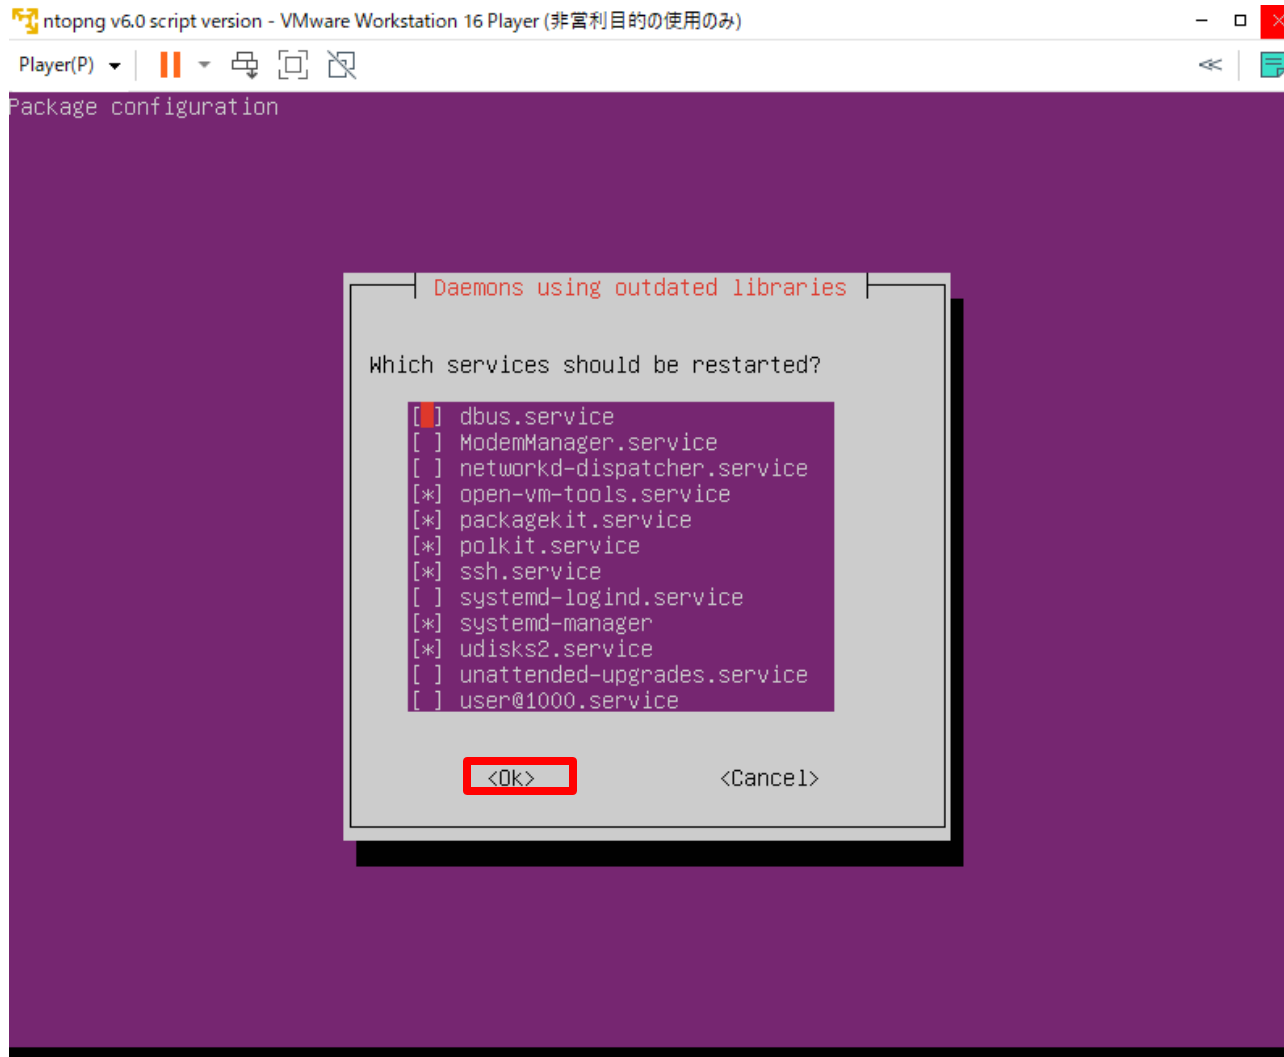 ntopng v6.0 script version - VMware Workstation 16 Player (非営利目的の使用のみ)
Player(P)
Package configuration
Daemons using outdated libraries
Which services should be restarted?
[ ] dbus.service
[ ] ModemManager.service
[ ] networkd-dispatcher.service
[*] open-vm-tools.service
[*] packagekit.service
[*] polkit.service
[*] ssh.service
[ ] systemd-logind.service
[*] systemd-manager
[*] udisks2.service
[ ] unattended-upgrades.service
[ ] user@1000.service
<Ok> <Cancel>